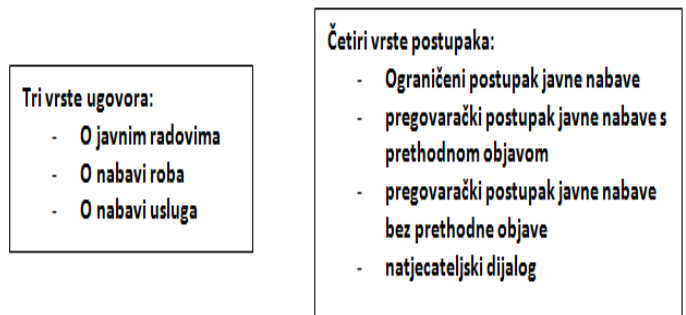 Tri vrste ugovora:
- O javnim radovima
- O nabavi roba
- O nabavi usluga
Četiri vrste postupaka:
- Ograničeni postupak javne nabave
- pregovarački postupak javne nabave s
prethodnom objavom
- pregovarački postupak javne nabave
bez prethodne objave
- natjecateljski dijalog